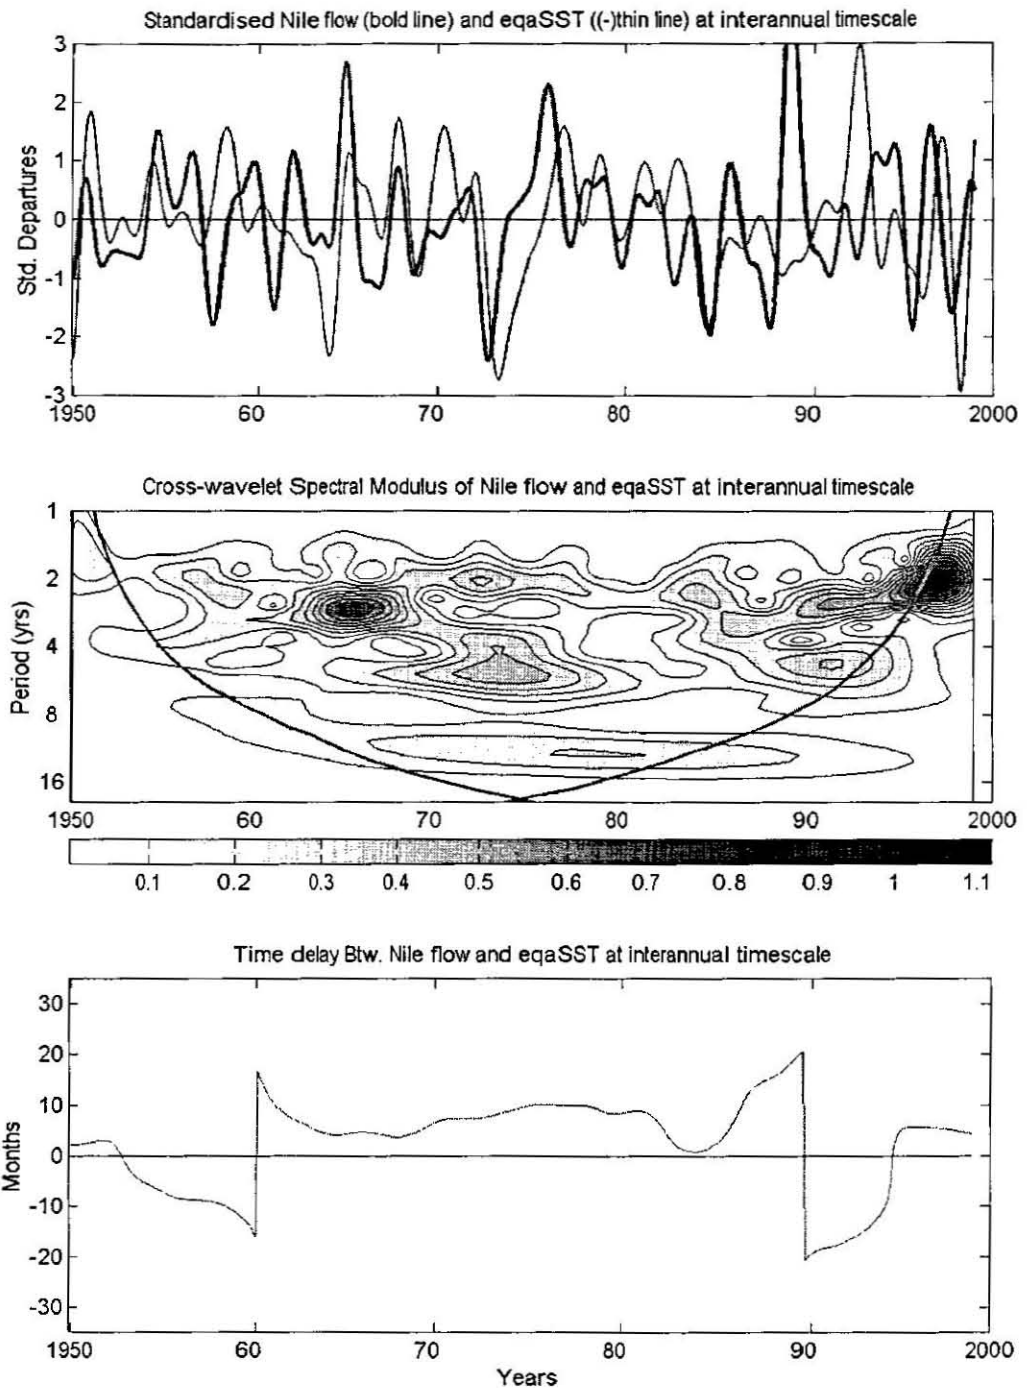 Standardised Nile flow (bold line) and eqaSST ((-)thin line) at interannual timescale
3
2
1
0
-1
-2
-3
Std. Departures
1950 60 70 80 90 2000
Cross-wavelet Spectral Modulus of Nile flow and eqaSST at interannual timescale
1
2
4
8
16
Period (yrs)
1950 60 70 80 90 2000
0.1 0.2 0.3 0.4 0.5 0.6 0.7 0.8 0.9 1 1.1
Time delay Btw. Nile flow and eqaSST at interannual timescale
30
20
10
0
-10
-20
-30
Months
1950 60 70 80 90 2000
Years